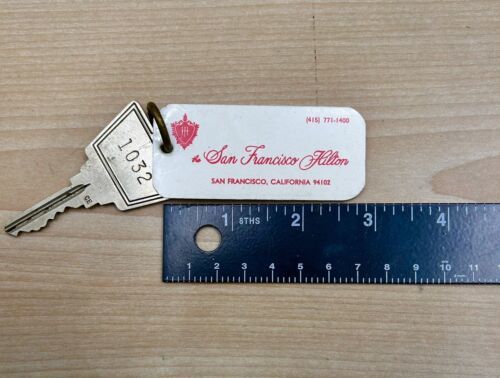 1032
(415) 771-1400
the San Francisco Hilton
SAN FRANCISCO, CALIFORNIA 94102
1 2 3 4
8THS
1 2 3 4 5 6 7 8 9 10 11